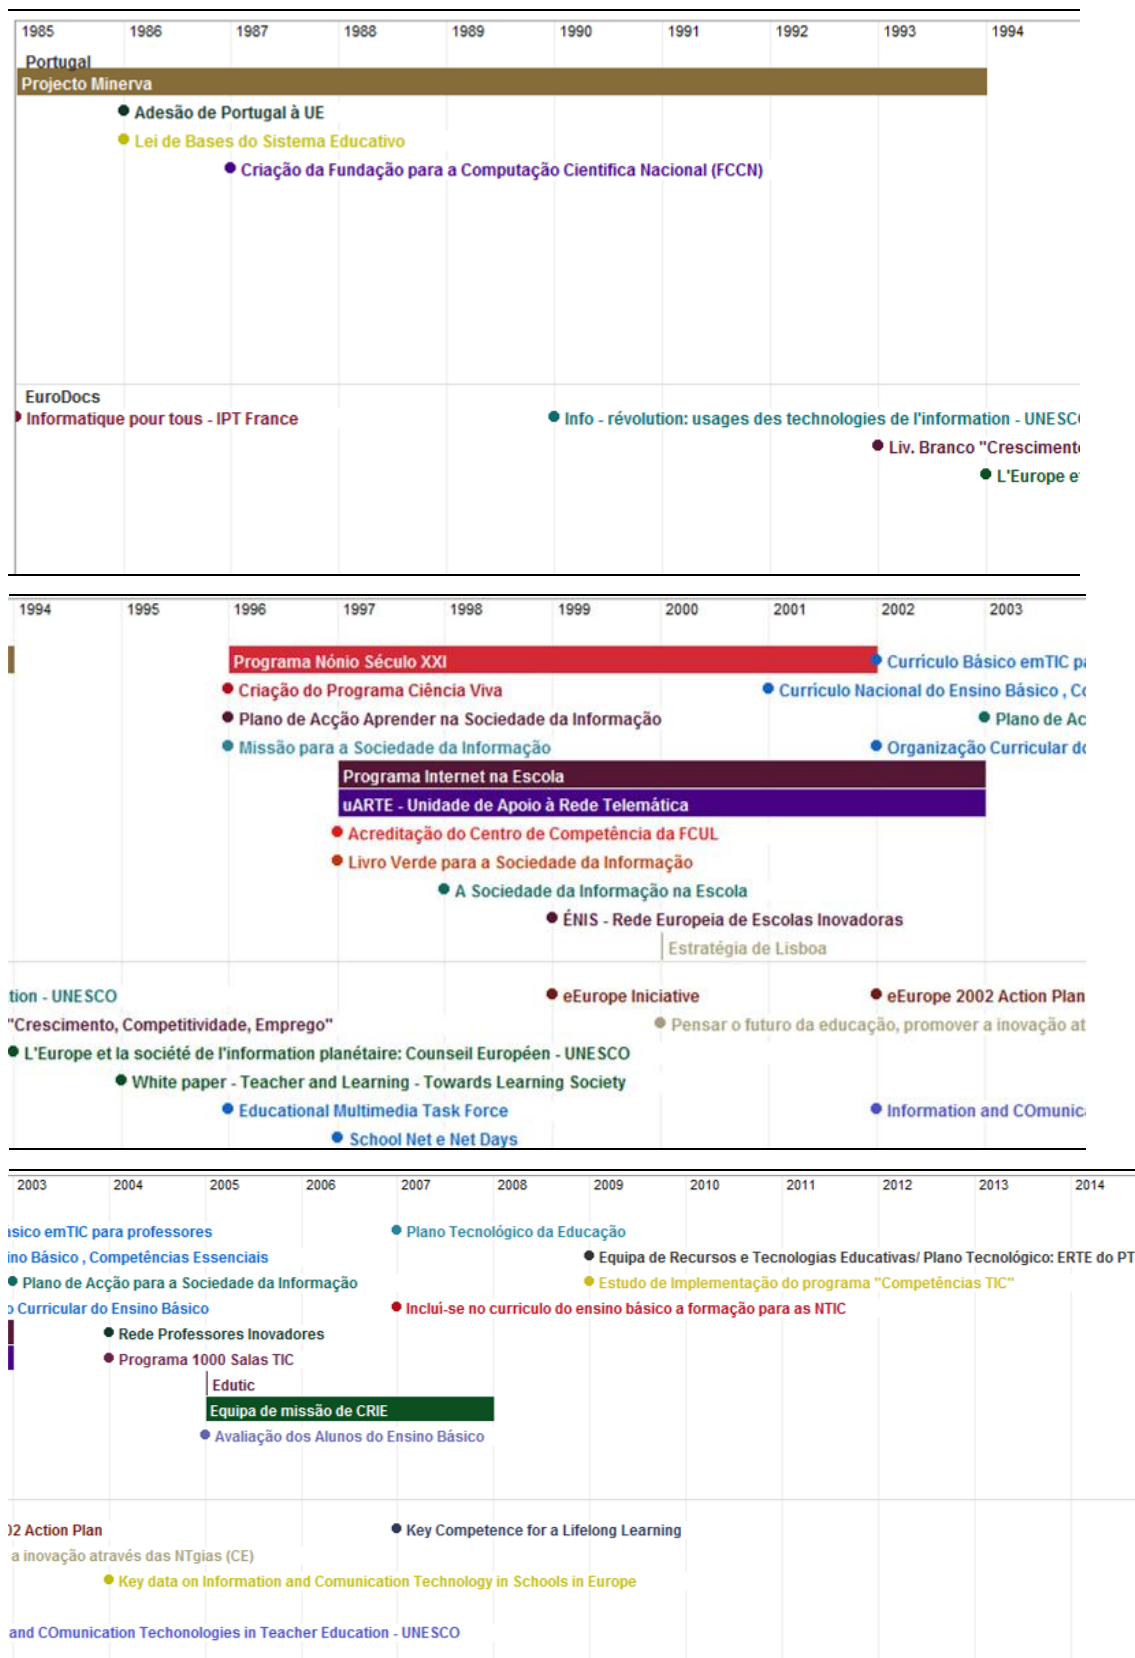 1985 1986 1987 1988 1989 1990 1991 1992 1993 1994
Portugal
Projecto Minerva
Adesão de Portugal à UE
Lei de Bases do Sistema Educativo
Criação da Fundação para a Computação Cientifica Nacional (FCCN)
EuroDocs
Informatique pour tous - IPT France
Info - révolution: usages des technologies de l'information - UNESC
Liv. Branco "Crescimento
L'Europe e
1994 1995 1996 1997 1998 1999 2000 2001 2002 2003
Programa Nónio Século XXI
Currículo Básico emTIC pa
Criação do Programa Ciência Viva
Currículo Nacional do Ensino Básico , Co
Plano de Acção Aprender na Sociedade da Informação
Plano de Ac
Missão para a Sociedade da Informação
Organização Curricular do
Programa Internet na Escola
uARTE - Unidade de Apoio à Rede Telemática
Acreditação do Centro de Competência da FCUL
Livro Verde para a Sociedade da Informação
A Sociedade da Informação na Escola
ÉNIS - Rede Europeia de Escolas Inovadoras
Estratégia de Lisboa
tion - UNESCO
eEurope Iniciative
eEurope 2002 Action Plan
"Crescimento, Competitividade, Emprego"
Pensar o futuro da educação, promover a inovação at
L'Europe et la société de l'information planétaire: Counseil Européen - UNESCO
White paper - Teacher and Learning - Towards Learning Society
Educational Multimedia Task Force
Information and COmunic
School Net e Net Days
2003 2004 2005 2006 2007 2008 2009 2010 2011 2012 2013 2014
ásico emTIC para professores
Plano Tecnológico da Educação
ino Básico , Competências Essenciais
Equipa de Recursos e Tecnologias Educativas/ Plano Tecnológico: ERTE do PT
Plano de Acção para a Sociedade da Informação
Estudo de Implementação do programa "Competências TIC"
o Curricular do Ensino Básico
Inclui-se no curriculo do ensino básico a formação para as NTIC
Rede Professores Inovadores
Programa 1000 Salas TIC
Edutic
Equipa de missão de CRIE
Avaliação dos Alunos do Ensino Básico
02 Action Plan
Key Competence for a Lifelong Learning
a inovação através das NTgias (CE)
Key data on Information and Comunication Technology in Schools in Europe
and COmunication Techonologies in Teacher Education - UNESCO